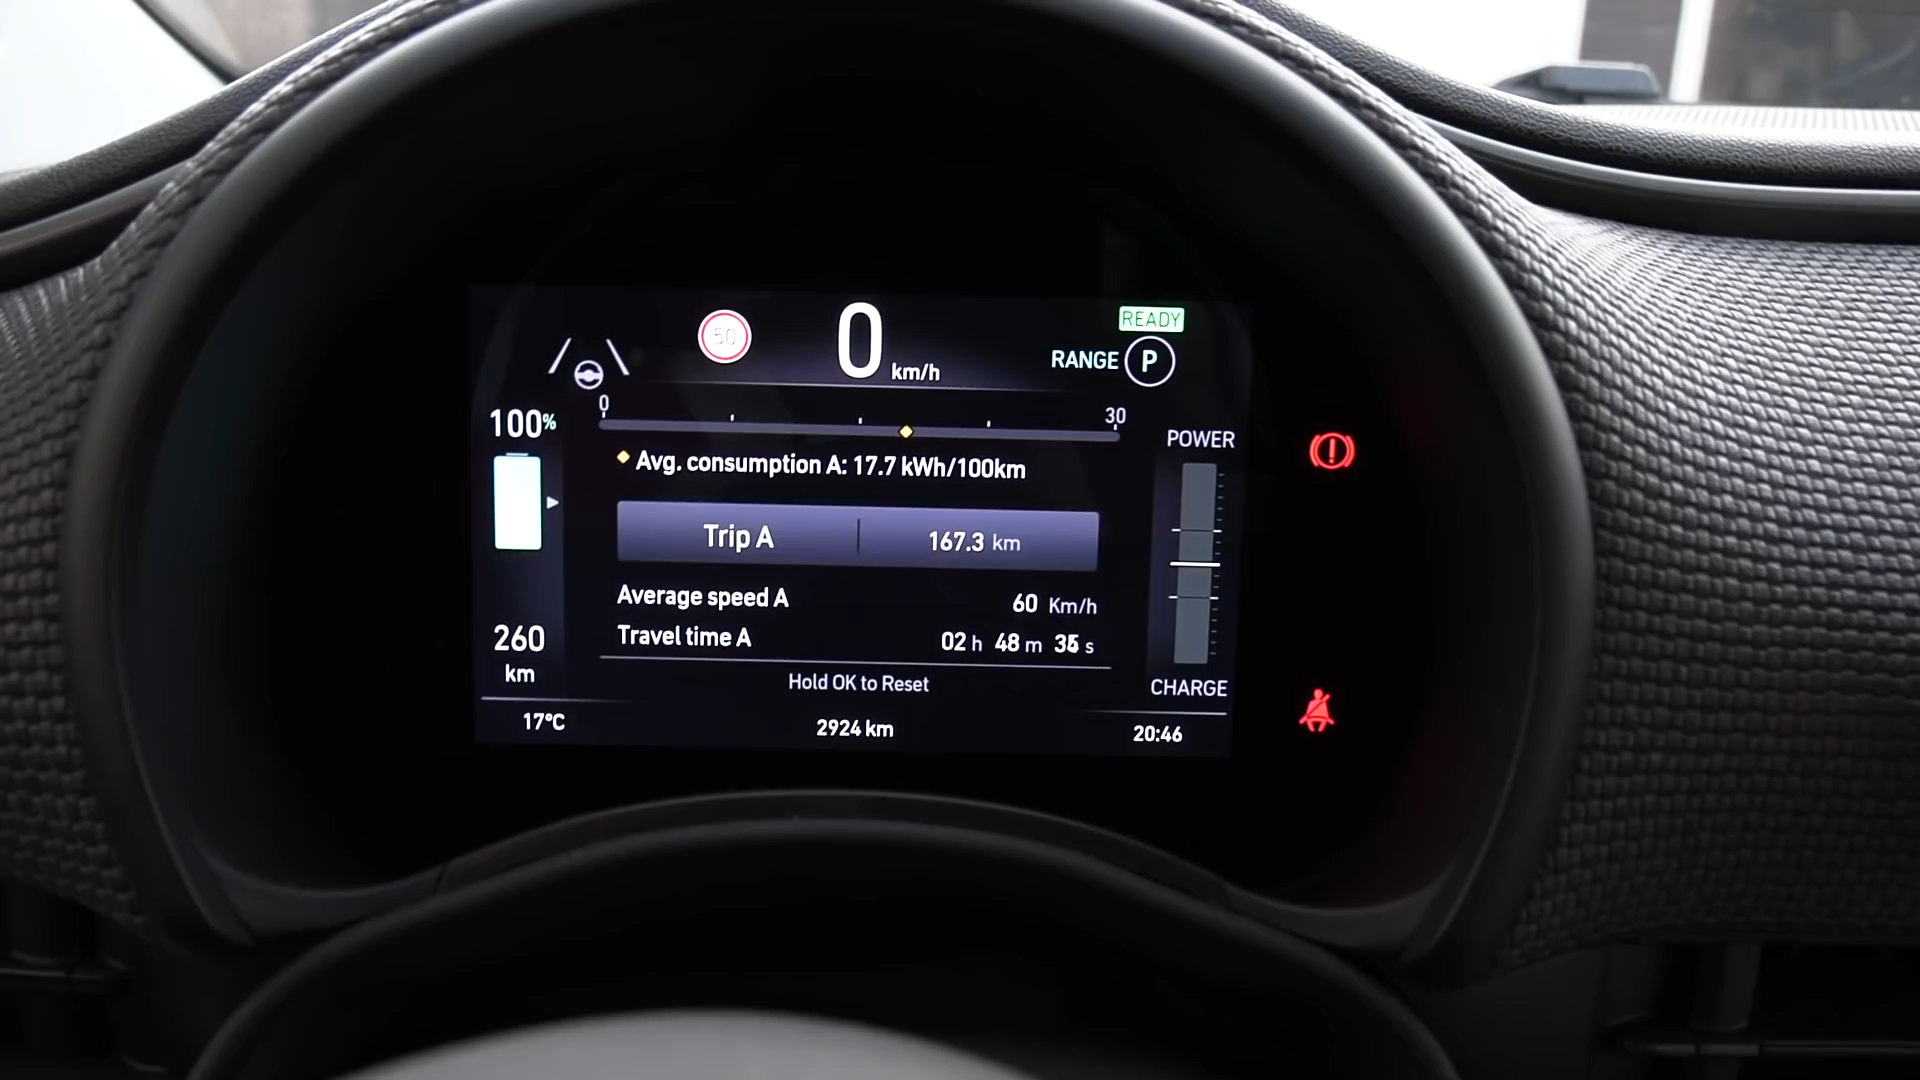 50
0 km/h
READY
RANGE P
100%
0 30
POWER
Avg. consumption A: 17.7 kWh/100km
Trip A 167.3 km
Average speed A 60 Km/h
Travel time A 02 h 48 m s
260
km
Hold OK to Reset
CHARGE
17°C 2924 km 20:46